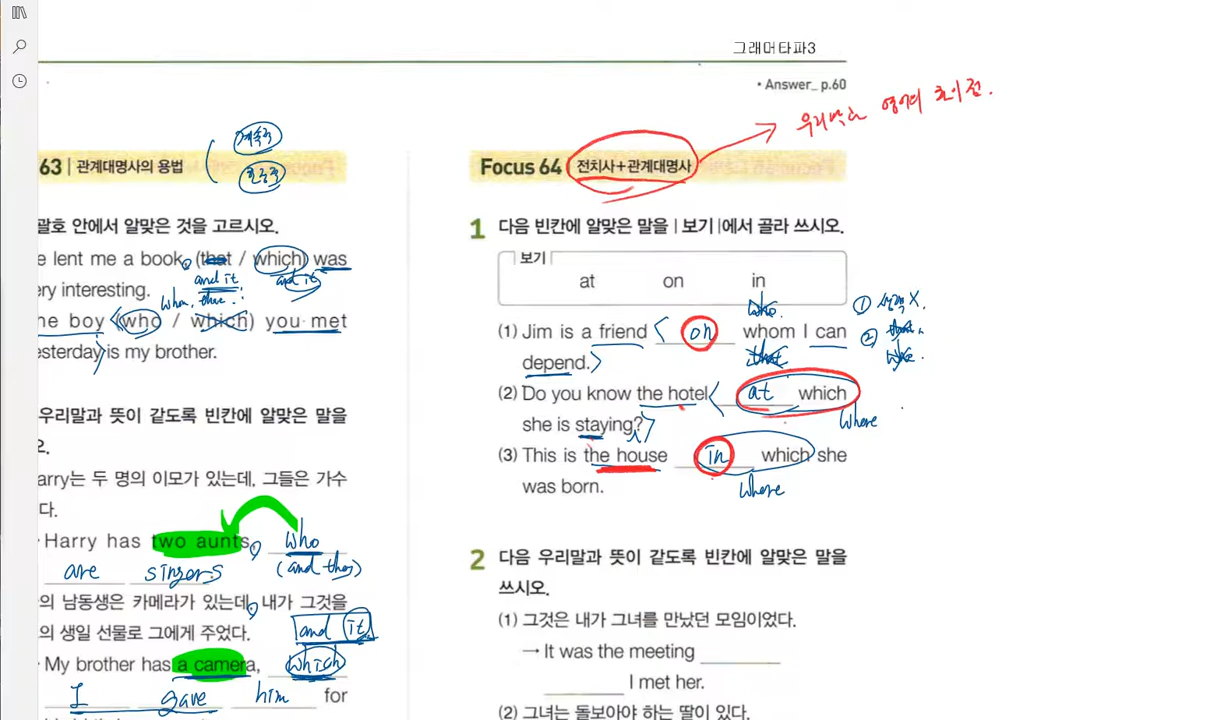 그래머타파3
• Answer_ p.60
우리말과 영어의 차이점.
63 | 관계대명사의 용법
계속적
한정적
괄호 안에서 알맞은 것을 고르시오.
e lent me a book, (that / which) was
and it
and it
ery interesting.
whom, that
he boy (who / which) you met
esterday is my brother.
우리말과 뜻이 같도록 빈칸에 알맞은 말을
오.
arry는 두 명의 이모가 있는데, 그들은 가수
다.
Harry has two aunts, who
are singers (and they)
의 남동생은 카메라가 있는데, 내가 그것을
의 생일 선물로 그에게 주었다.
and it
My brother has a camera, which
I gave him for
Focus 64 전치사+관계대명사
1 다음 빈칸에 알맞은 말을 | 보기 |에서 골라 쓰시오.
보기
at on in
who
① 생략 X.
(1) Jim is a friend on whom I can
② that,
who.
depend.
that
(2) Do you know the hotel at which
where
she is staying?
(3) This is the house in which she
where
was born.
2 다음 우리말과 뜻이 같도록 빈칸에 알맞은 말을
쓰시오.
(1) 그것은 내가 그녀를 만났던 모임이었다.
→ It was the meeting
I met her.
(2) 그녀는 돌보아야 하는 딸이 있다.